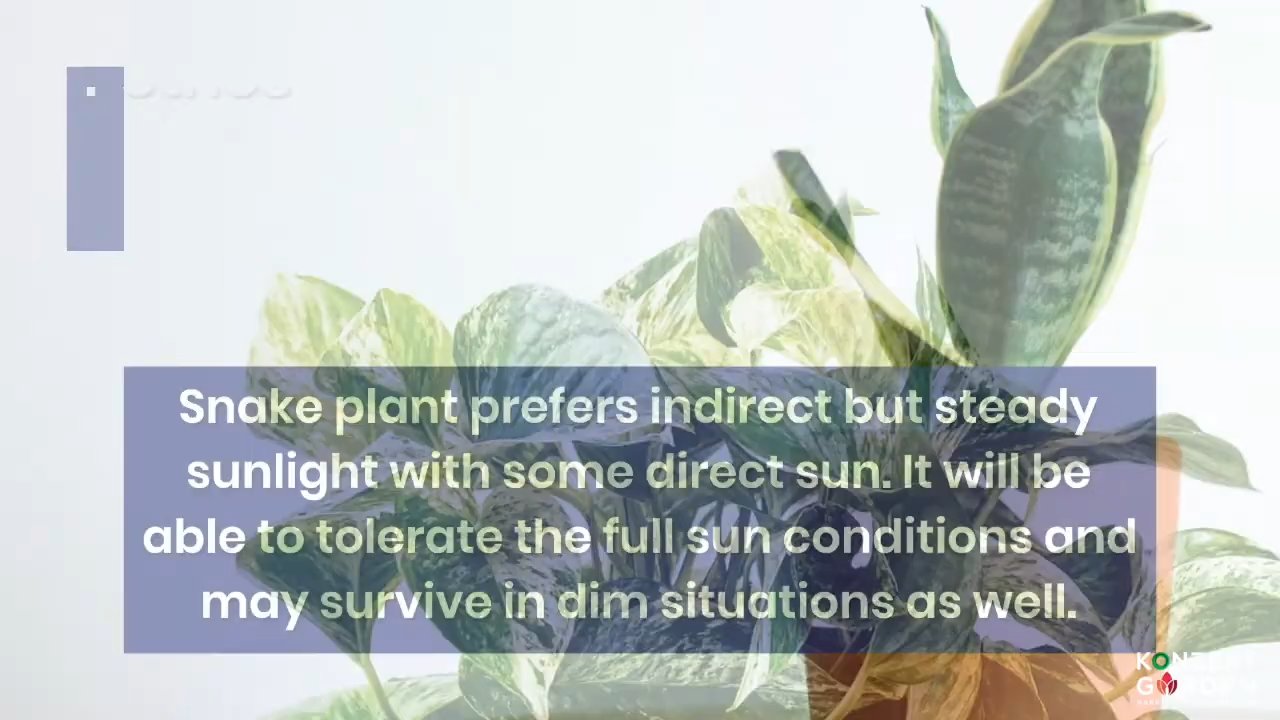 Snake plant prefers indirect but steady
sunlight with some direct sun. It will be
able to tolerate the full sun conditions and
may survive in dim situations as well.